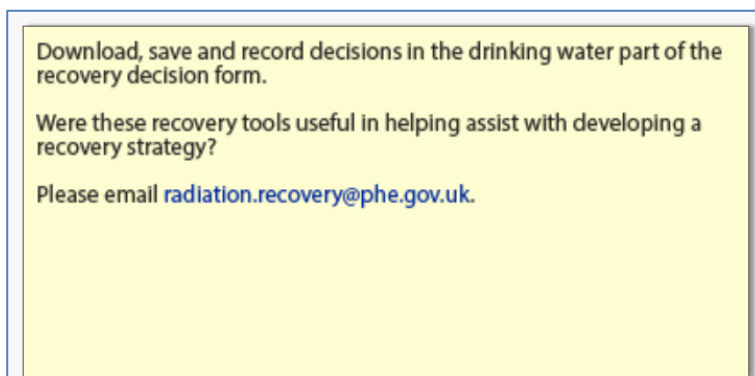 Download, save and record decisions in the drinking water part of the
recovery decision form.
Were these recovery tools useful in helping assist with developing a
recovery strategy?
Please email radiation.recovery@phe.gov.uk.